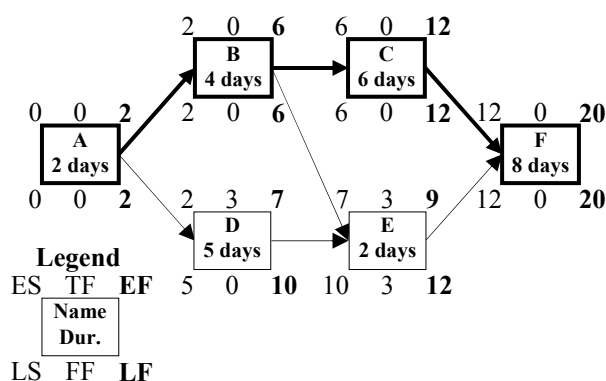 2 0 6 6 0 12
B C
4 days 6 days
2 0 6 6 0 12
0 0 2 12 0 20
A F
2 days 8 days
0 0 2 12 0 20
2 3 7 7 3 9
D E
5 days 2 days
5 0 10 10 3 12
Legend
ES TF EF
Name
Dur.
LS FF LF